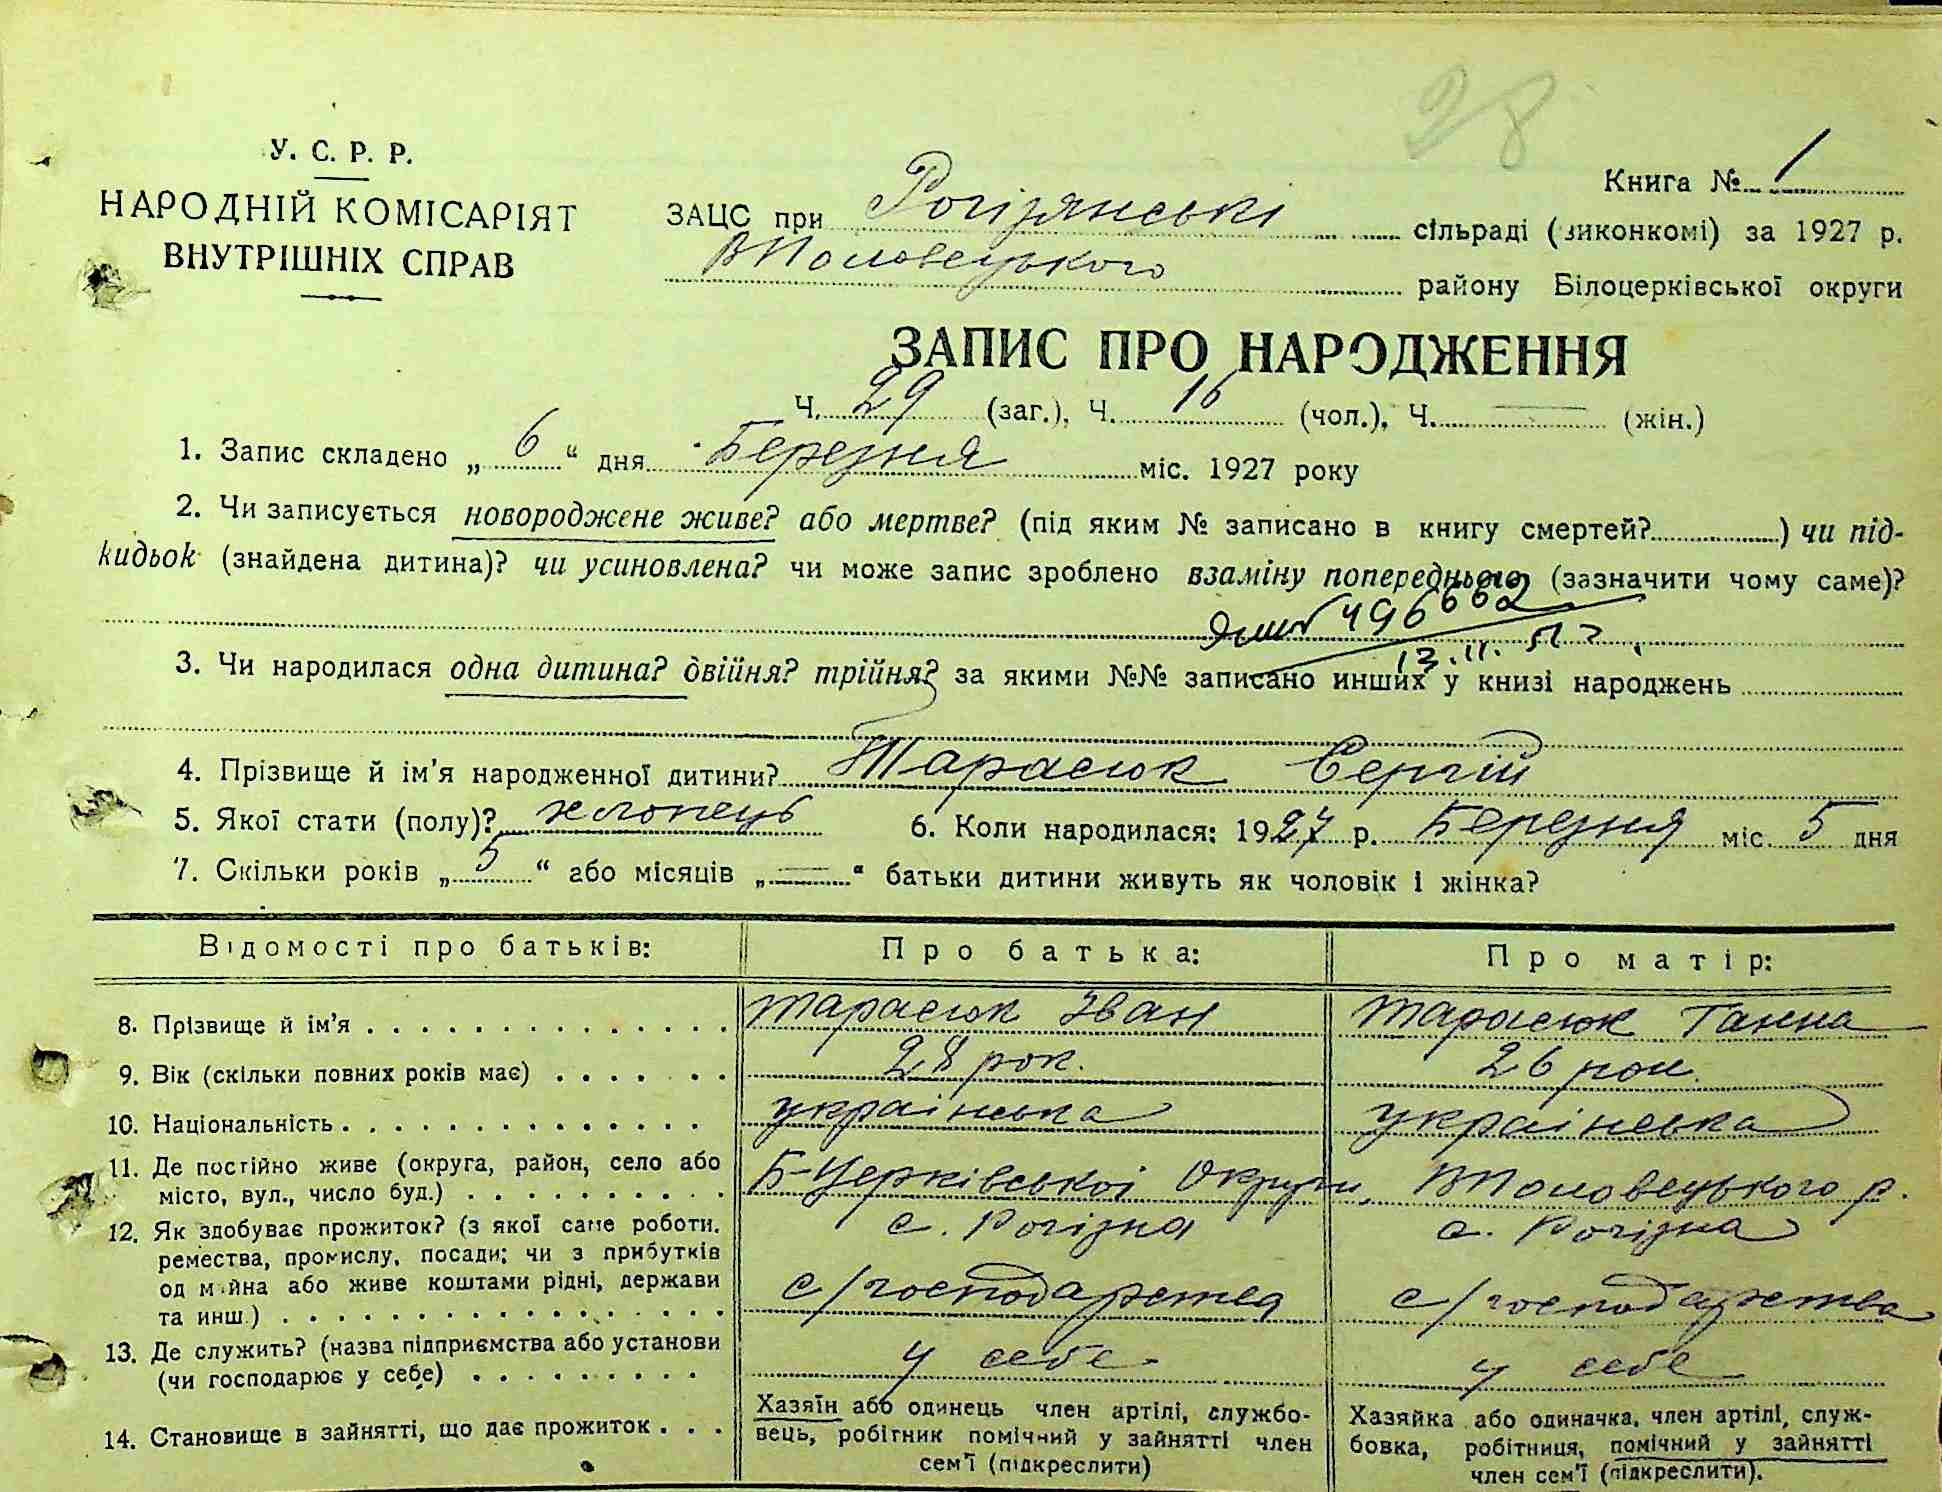 28
У. С. Р. Р.
НАРОДНІЙ КОМІСАРІЯТ
ВНУТРІШНІХ СПРАВ
Книга № 1
ЗАЦС при Рогізянські сільраді (виконкомі) за 1927 р.
ВПоловецького району Білоцерківської округи
ЗАПИС ПРО НАРОДЖЕННЯ
Ч. 29 (заг.), Ч. 16 (чол.), Ч. — (жін.)
1. Запис складено „ 6 “ дня Березня міс. 1927 року
2. Чи записується новороджене живе? або мертве? (під яким № записано в книгу смертей? ) чи під-
кидьок (знайдена дитина)? чи усиновлена? чи може запис зроблено взаміну попереднього (зазначити чому саме)?
496662
3. Чи народилася одна дитина? двійня? трійня? за якими №№ записано инших у книзі народжень
4. Прізвище й ім'я народженної дитини? Тарасюк Сергій
5. Якої стати (полу)? хлопець 6. Коли народилася: 1927 р. Березня міс. 5 дня
7. Скільки років „ 5 “ або місяців „ — “ батьки дитини живуть як чоловік і жінка?
Відомості про батьків: Про батька: Про матір:
8. Прізвище й ім'я . . . . . . . . . . . . . . Тарасюк Іван Тарасюк Ганна
9. Вік (скільки повних років має) . . . . . . . 28 рок. 26 рок.
10. Національність . . . . . . . . . . . . . . українська українська
11. Де постійно живе (округа, район, село або
місто, вул., число буд.) . . . . . . . . . . Б-Церківської Округи, ВПоловецького р.
с. Рогізна с. Рогізна
12. Як здобуває прожиток? (з якої саме роботи,
ремества, промислу, посади; чи з прибутків
од майна або живе коштами рідні, держави
та инш.) . . . . . . . . . . . . . . . . . с/господарства с/господарства
13. Де служить? (назва підприємства або установи
(чи господарює у себе) . . . . . . . . . у себе у себе
14. Становище в зайнятті, що дає прожиток . . . Хазяїн або одинець член артілі, службо-
вець, робітник помічний у зайнятті член
сем'ї (підкреслити)
Хазяйка або одиначка, член артілі, служ-
бовка, робітниця, помічний у зайнятті
член сем'ї (підкреслити).